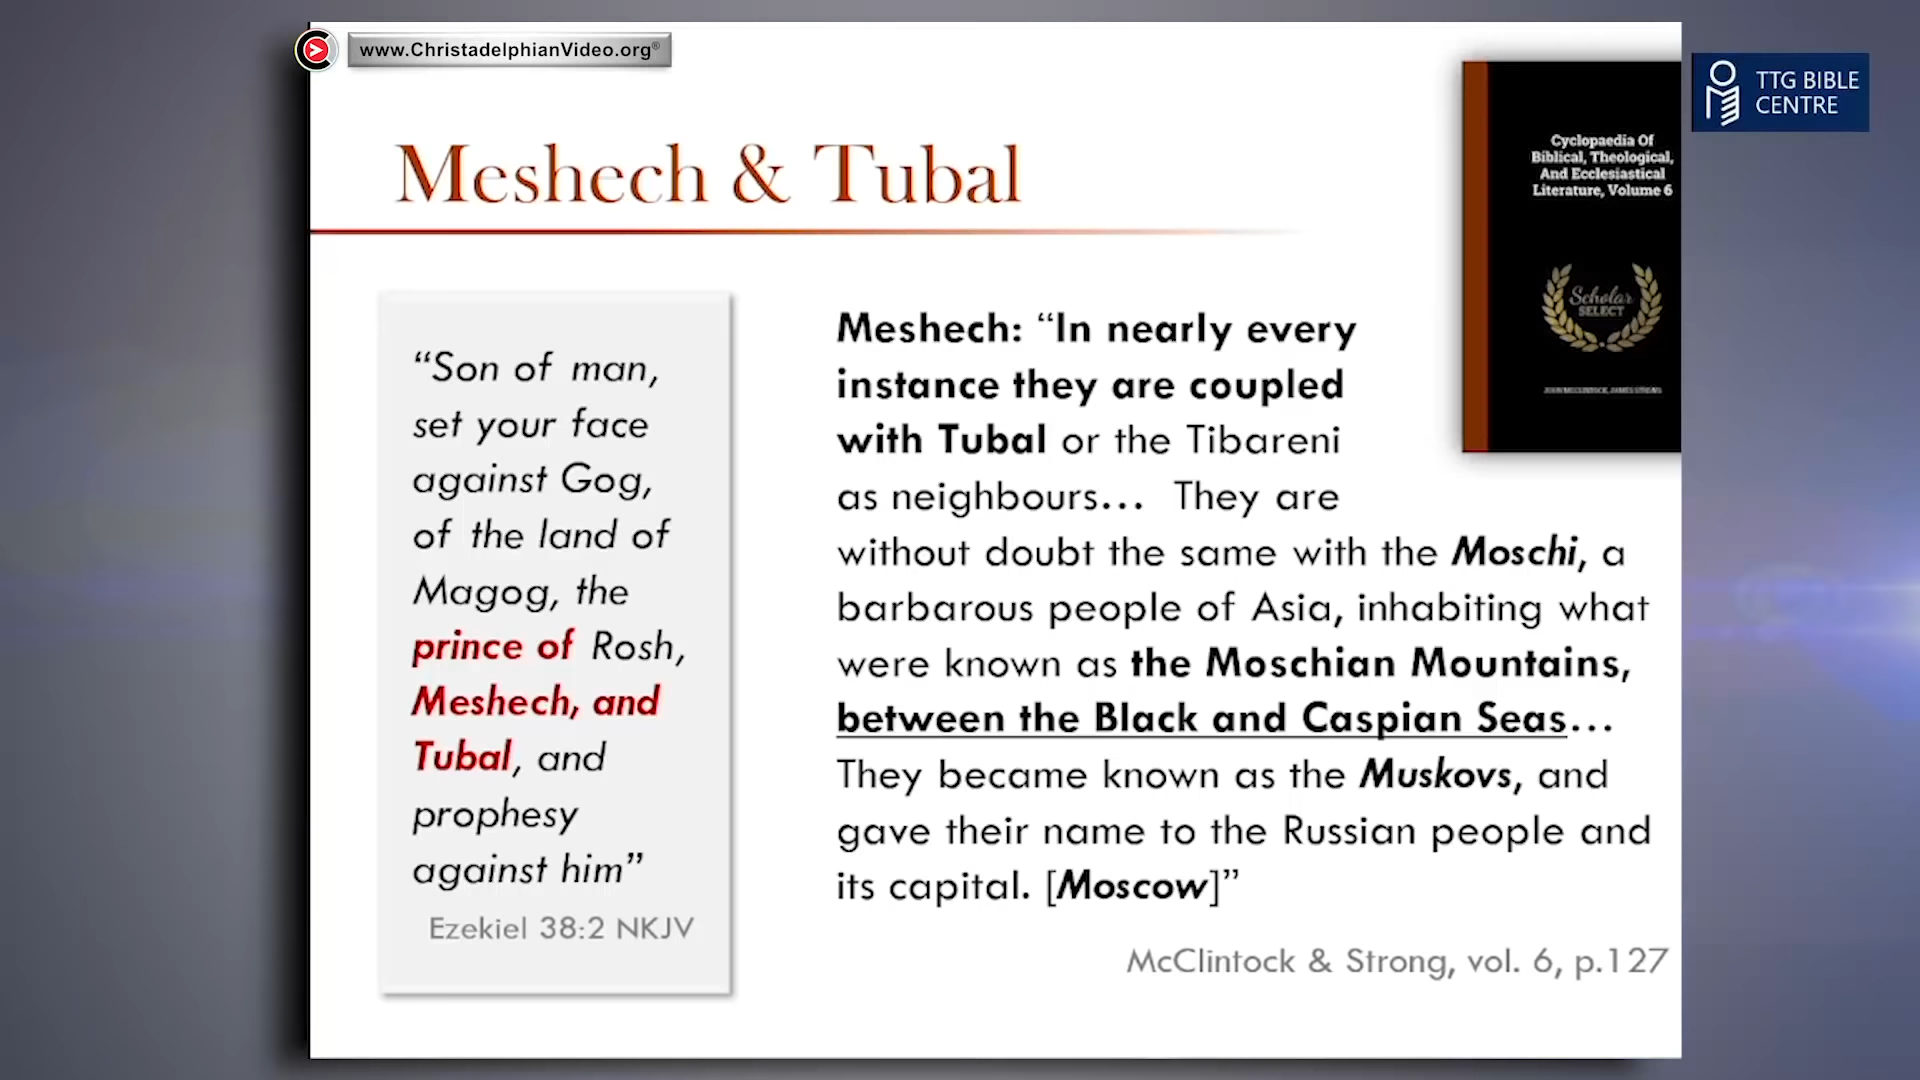 www.ChristadelphianVideo.org®
TTG BIBLE
CENTRE
Cyclopaedia Of
Biblical, Theological,
And Ecclesiastical
Literature, Volume 6
Scholar
SELECT
JOHN MCCLINTOCK, JAMES STRONG
Meshech & Tubal
“Son of man,
set your face
against Gog,
of the land of
Magog, the
prince of Rosh,
Meshech, and
Tubal, and
prophesy
against him”
Ezekiel 38:2 NKJV
Meshech: “In nearly every
instance they are coupled
with Tubal or the Tibareni
as neighbours… They are
without doubt the same with the Moschi, a
barbarous people of Asia, inhabiting what
were known as the Moschian Mountains,
between the Black and Caspian Seas…
They became known as the Muskovs, and
gave their name to the Russian people and
its capital. [Moscow]”
McClintock & Strong, vol. 6, p.127